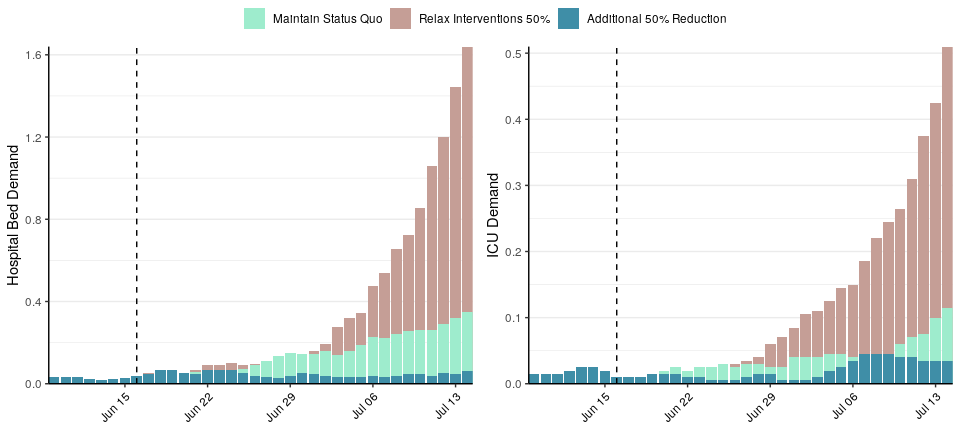 Maintain Status Quo Relax Interventions 50% Additional 50% Reduction
Hospital Bed Demand
1.6
1.2
0.8
0.4
0.0
Jun 15 Jun 22 Jun 29 Jul 06 Jul 13
ICU Demand
0.5
0.4
0.3
0.2
0.1
0.0
Jun 15 Jun 22 Jun 29 Jul 06 Jul 13